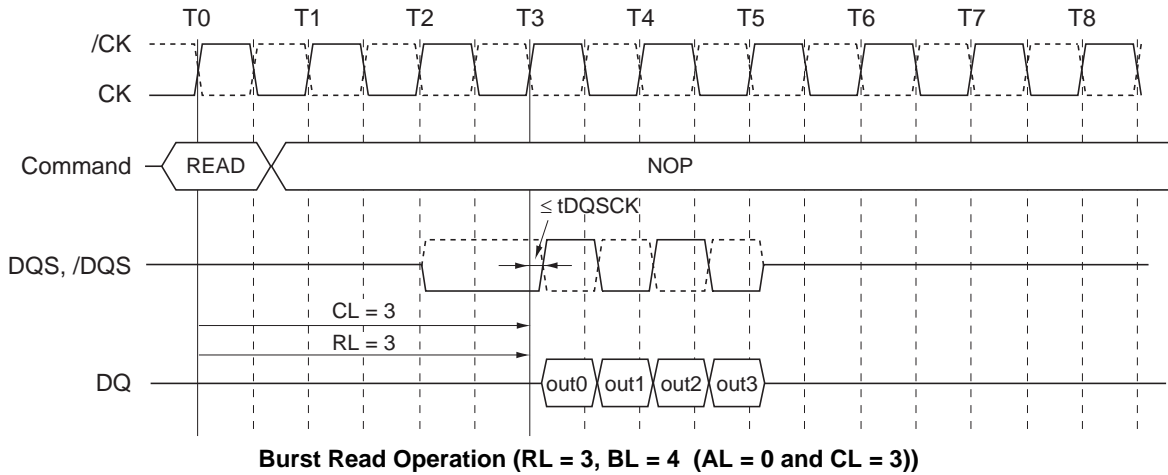 T0 T1 T2 T3 T4 T5 T6 T7 T8
/CK
CK
Command READ NOP
≤ tDQSCK
DQS, /DQS
CL = 3
RL = 3
DQ out0 out1 out2 out3
Burst Read Operation (RL = 3, BL = 4 (AL = 0 and CL = 3))